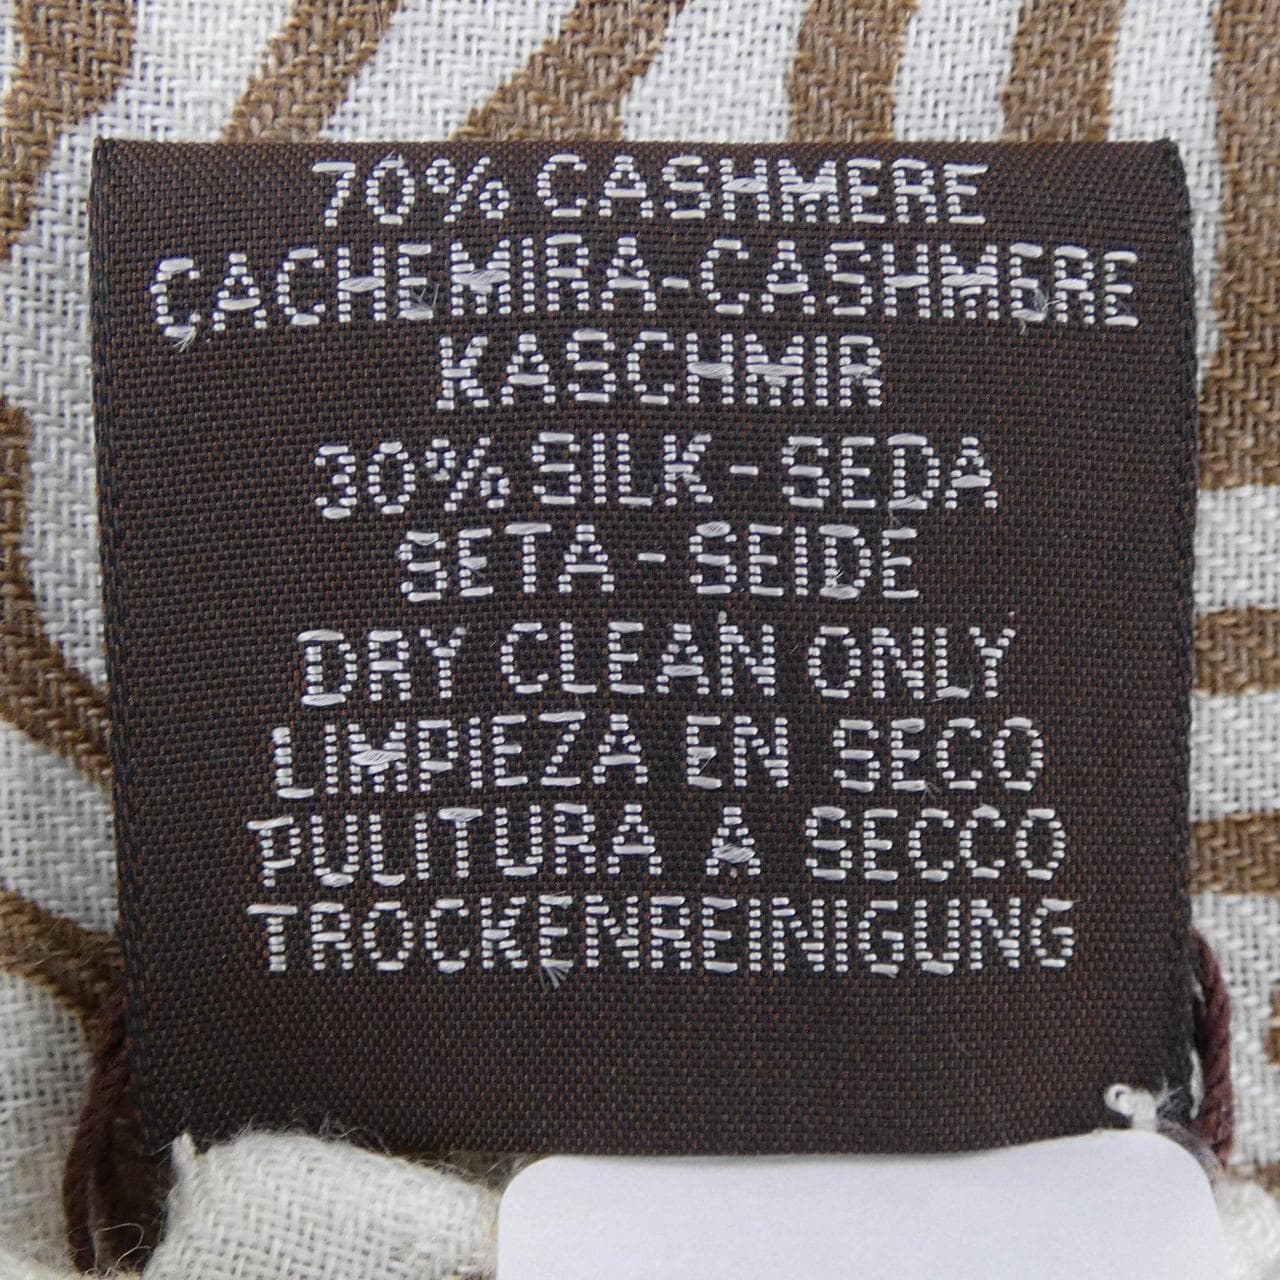 70% CASHMERE
CACHEMIRA-CASHMERE
KASCHMIR
30% SILK - SEDA
SETA - SEIDE
DRY CLEAN ONLY
LIMPIEZA EN SECO
PULITURA A SECCO
TROCKENREINIGUNG